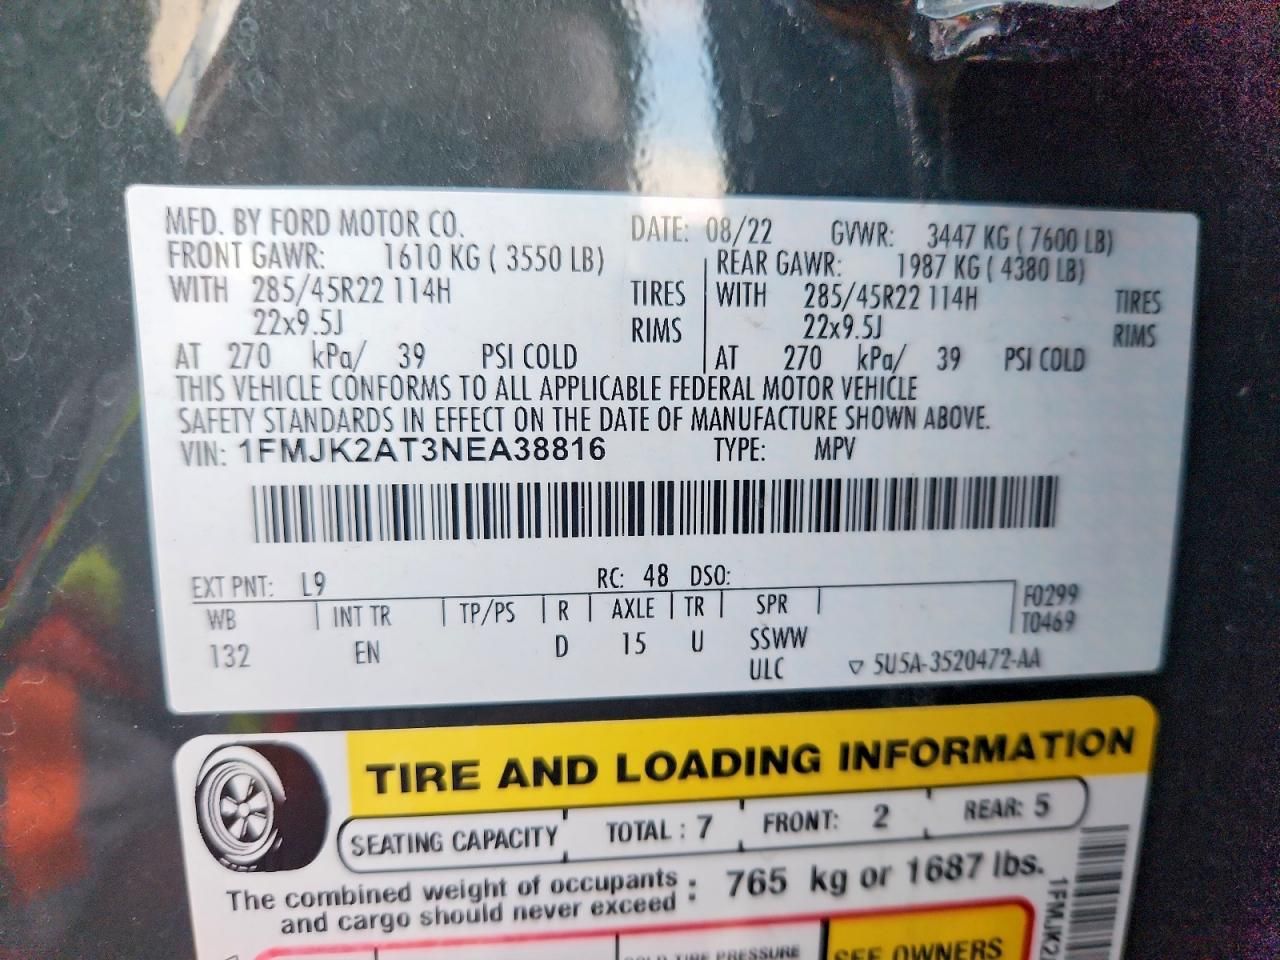 MFD. BY FORD MOTOR CO. DATE: 08/22 GVWR: 3447 KG ( 7600 LB)
FRONT GAWR: 1610 KG ( 3550 LB) REAR GAWR: 1987 KG ( 4380 LB)
WITH 285/45R22 114H TIRES WITH 285/45R22 114H TIRES
22x9.5J RIMS 22x9.5J RIMS
AT 270 kPa/ 39 PSI COLD AT 270 kPa/ 39 PSI COLD
THIS VEHICLE CONFORMS TO ALL APPLICABLE FEDERAL MOTOR VEHICLE
SAFETY STANDARDS IN EFFECT ON THE DATE OF MANUFACTURE SHOWN ABOVE.
VIN: 1FMJK2AT3NEA38816 TYPE: MPV
EXT PNT: L9 RC: 48 DSO:
WB INT TR TP/PS R AXLE TR SPR F0299
T0469
132 EN D 15 U SSWW
ULC ▽ 5U5A-3520472-AA
TIRE AND LOADING INFORMATION
SEATING CAPACITY TOTAL : 7 FRONT: 2 REAR: 5
The combined weight of occupants
and cargo should never exceed : 765 kg or 1687 lbs.
TIRE PRESSURE
SEE OWNERS
1FMJK2